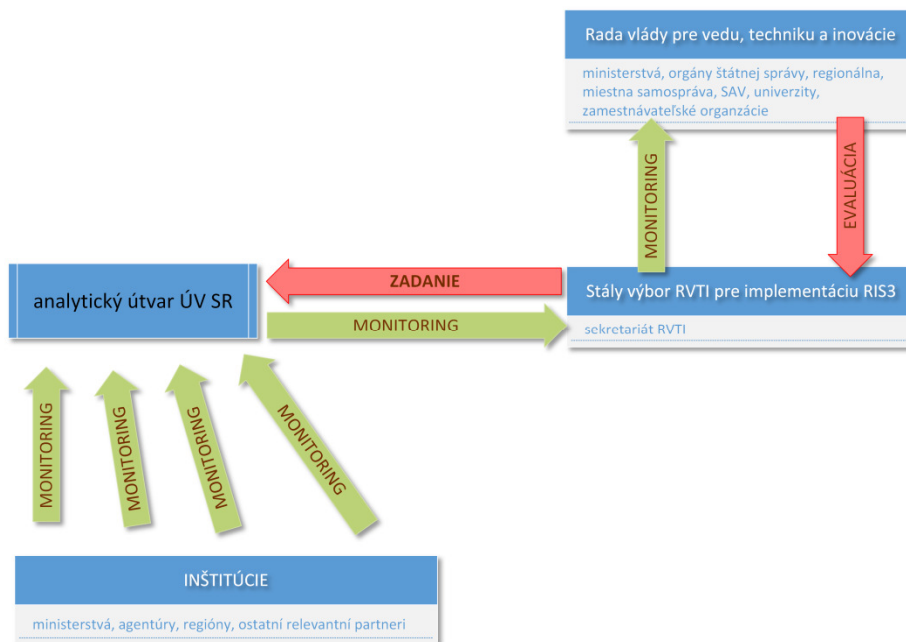 Rada vlády pre vedu, techniku a inovácie
ministerstvá, orgány štátnej správy, regionálna,
miestna samospráva, SAV, univerzity,
zamestnávateľské organzácie
MONITORING
EVALUÁCIA
analytický útvar ÚV SR
ZADANIE
MONITORING
Stály výbor RVTI pre implementáciu RIS3
sekretariát RVTI
MONITORING
MONITORING
MONITORING
MONITORING
INŠTITÚCIE
ministerstvá, agentúry, regióny, ostatní relevantní partneri